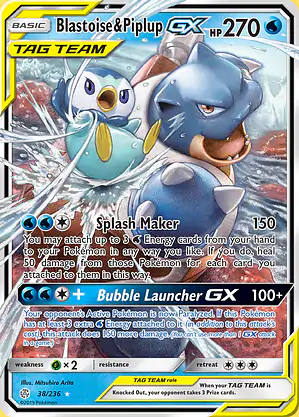 BASIC Blastoise&Piplup GX HP 270
TAG TEAM
Splash Maker 150
You may attach up to 3 Energy cards from your hand
to your Pokémon in any way you like. If you do, heal
50 damage from those Pokémon for each card you
attached to them in this way.
+ Bubble Launcher GX 100+
Your opponent's Active Pokémon is now Paralyzed. If this Pokémon
has at least 3 extra Energy attached to it (in addition to this attack's
cost), this attack does 150 more damage. (You can't use more than 1 GX
attack in a game.)
weakness ×2 resistance retreat
TAG TEAM rule
When your TAG TEAM is
Knocked Out, your opponent takes 3 Prize cards.
Illus. Mitsuhiro Arita
38/236
©2019 Pokémon